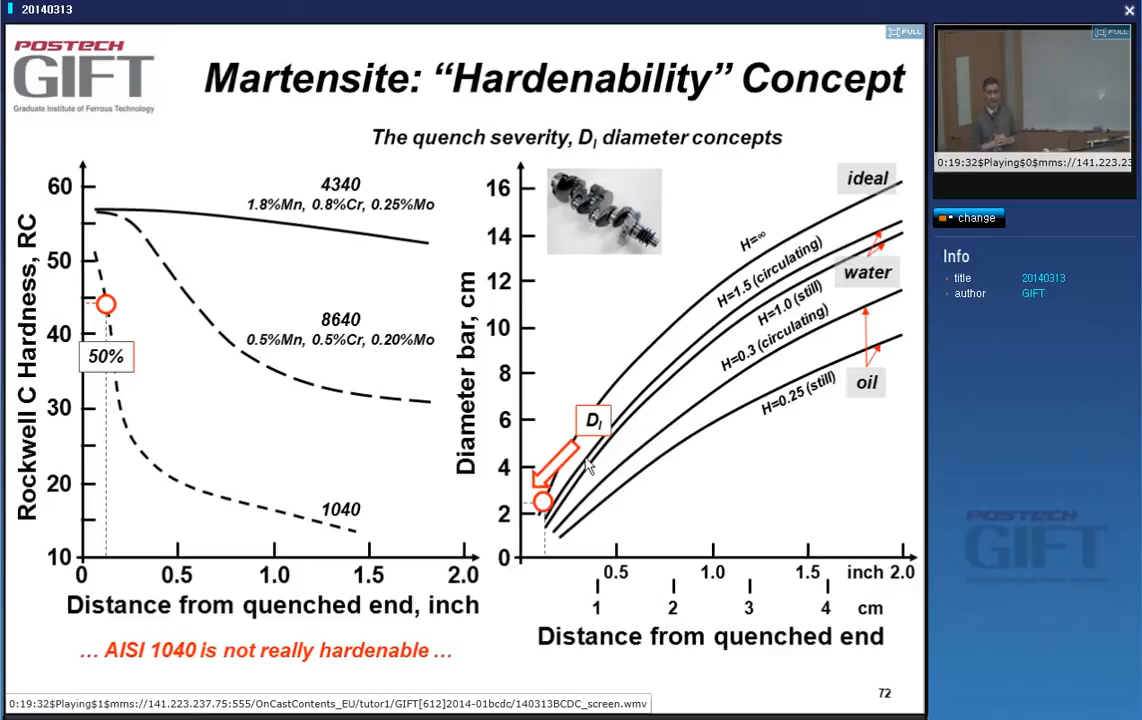 20140313
POSTECH
GIFT
Graduate Institute of Ferrous Technology
Martensite: “Hardenability” Concept
The quench severity, DI diameter concepts
FULL
Rockwell C Hardness, RC
60
50
40
30
20
10
4340
1.8%Mn, 0.8%Cr, 0.25%Mo
8640
0.5%Mn, 0.5%Cr, 0.20%Mo
50%
1040
0 0.5 1.0 1.5 2.0
Distance from quenched end, inch
… AISI 1040 is not really hardenable …
Diameter bar, cm
16
14
12
10
8
6
4
2
0
ideal
H=∞
H=1.5 (circulating)
water
H=1.0 (still)
H=0.3 (circulating)
oil
H=0.25 (still)
DI
0.5 1.0 1.5 inch 2.0
1 2 3 4 cm
Distance from quenched end
72
0:19:32$Playing$1$mms://141.223.237.75:555/OnCastContents_EU/tutor1/GIFT[612]2014-01bcdc/140313BCDC_screen.wmv
FULL
0:19:32$Playing$0$mms://141.223.23
change
Info
title 20140313
author GIFT
POSTECH
GIFT